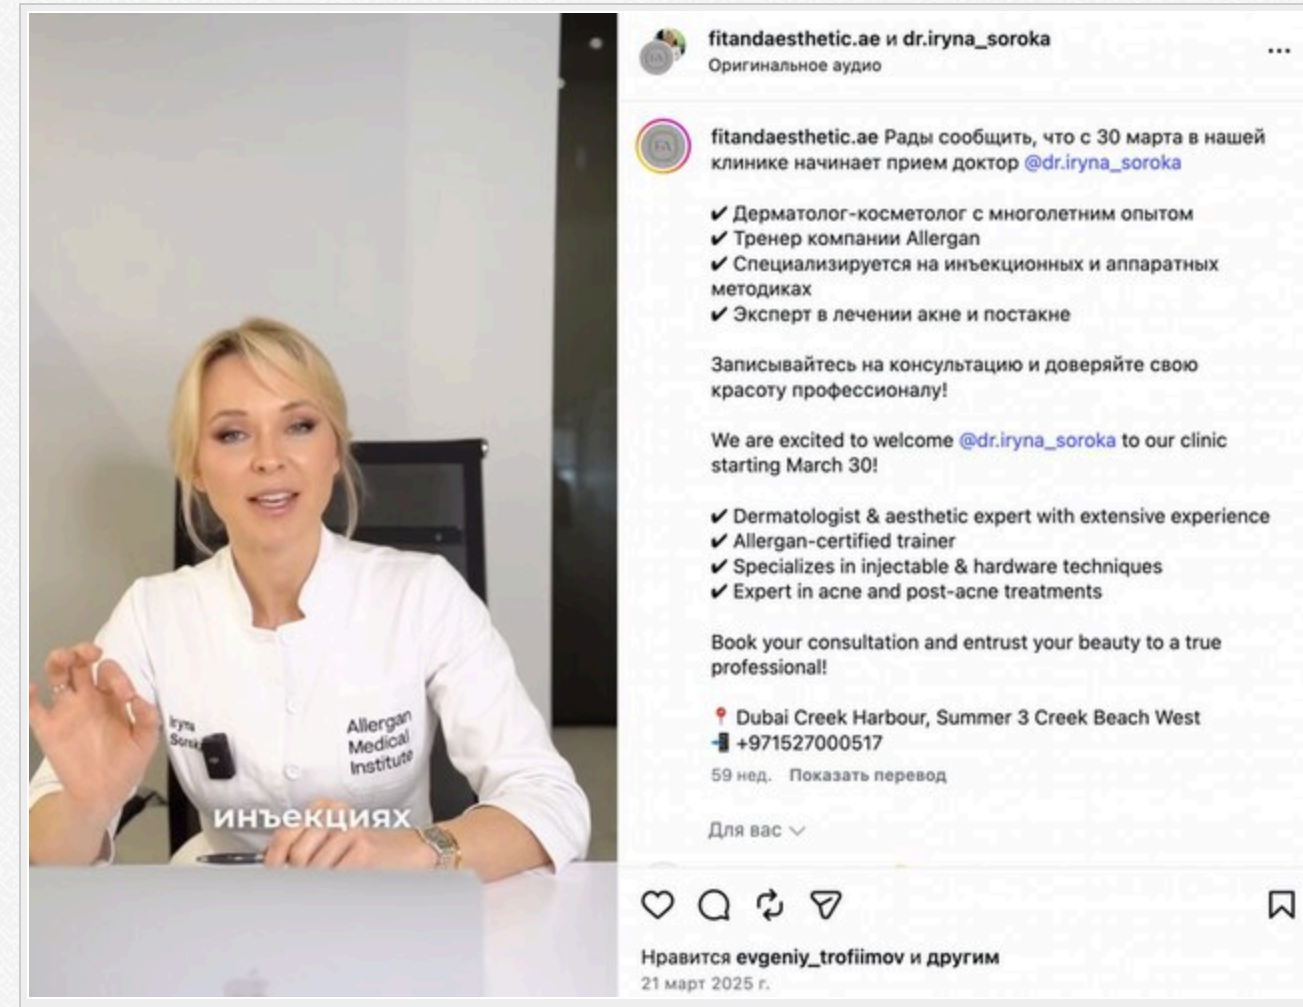 fitandaesthetic.ae и dr.iryna_soroka
Оригинальное аудио
fitandaesthetic.ae Рады сообщить, что с 30 марта в нашей
клинике начинает прием доктор @dr.iryna_soroka
✔ Дерматолог-косметолог с многолетним опытом
✔ Тренер компании Allergan
✔ Специализируется на инъекционных и аппаратных
методиках
✔ Эксперт в лечении акне и постакне
Записывайтесь на консультацию и доверяйте свою
красоту профессионалу!
We are excited to welcome @dr.iryna_soroka to our clinic
starting March 30!
✔ Dermatologist & aesthetic expert with extensive experience
✔ Allergan-certified trainer
✔ Specializes in injectable & hardware techniques
✔ Expert in acne and post-acne treatments
Book your consultation and entrust your beauty to a true
professional!
📍 Dubai Creek Harbour, Summer 3 Creek Beach West
📲 +971527000517
59 нед. Показать перевод
Для вас
Нравится evgeniy_trofiimov и другим
21 март 2025 г.
Iryna
Allergan
Medical
Institute
инъекциях